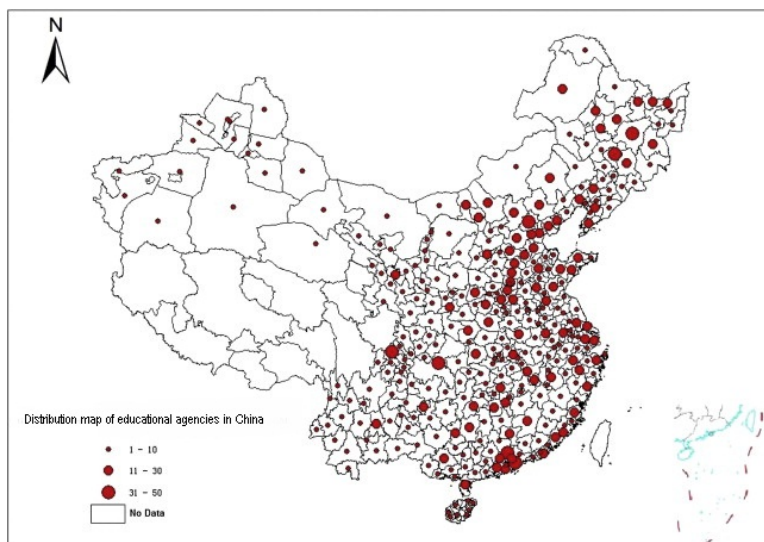 N
Distribution map of educational agencies in China
1 - 10
11 - 30
31 - 50
No Data